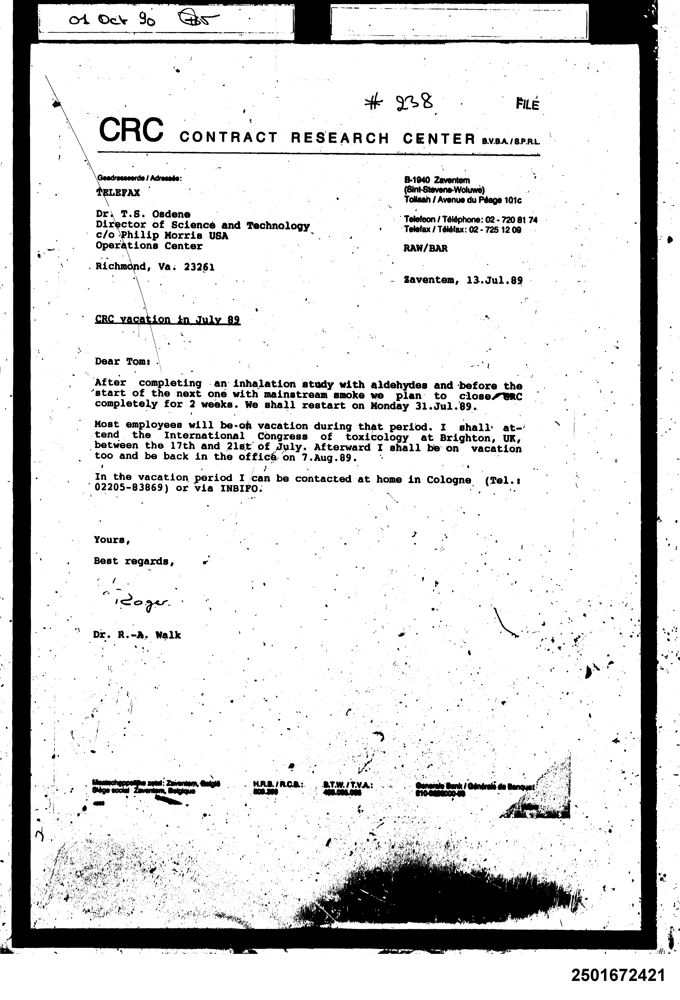 01 Oct 90
# 238
FILE
CRC CONTRACT RESEARCH CENTER B.V.B.A. / S.P.R.L.
Geadresseerde / Adressée:
TELEFAX
Dr. T.S. Osdene
Director of Science and Technology
c/o Philip Morris USA
Operations Center
Richmond, Va. 23261
B-1940 Zaventem
(Sint-Stevens-Woluwe)
Tollaan / Avenue du Péage 101c
Telefoon / Téléphone: 02 - 720 81 74
Telefax / Téléfax: 02 - 725 12 09
RAW/BAR
Zaventem, 13.Jul.89
CRC vacation in July 89
Dear Tom:
After completing an inhalation study with aldehydes and before the
start of the next one with mainstream smoke we plan to close CRC
completely for 2 weeks. We shall restart on Monday 31.Jul.89.
Most employees will be on vacation during that period. I shall at-
tend the International Congress of toxicology at Brighton, UK,
between the 17th and 21st of July. Afterward I shall be on vacation
too and be back in the office on 7.Aug.89.
In the vacation period I can be contacted at home in Cologne (Tel.:
02205-83869) or via INBIFO.
Yours,
Best regards,
Roger
Dr. R.-A. Walk
Maatschappelijke zetel: Zaventem, België
Siège social Zaventem, Belgique
H.R.B. / R.C.B.:
B.T.W. / T.V.A.:
Generale Bank / Générale de Banque:
2501672421